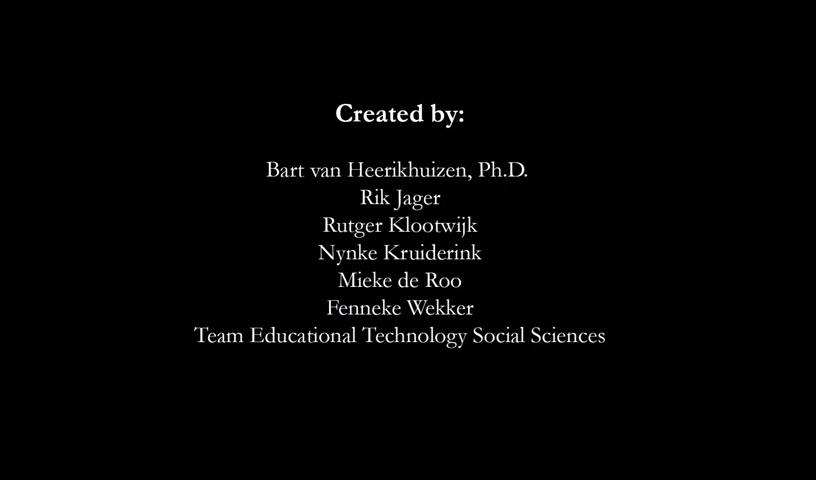 Created by:
Bart van Heerikhuizen, Ph.D.
Rik Jager
Rutger Klootwijk
Nynke Kruiderink
Mieke de Roo
Fenneke Wekker
Team Educational Technology Social Sciences